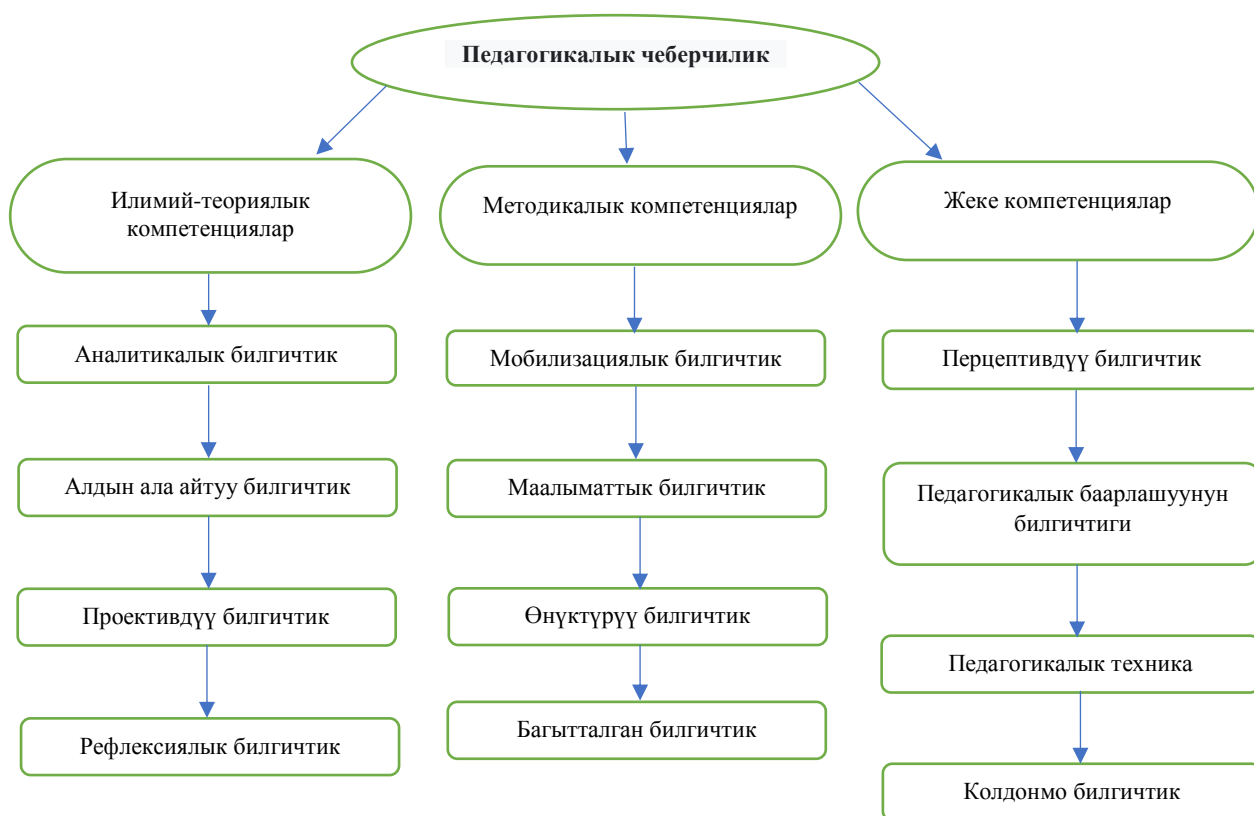 Педагогикалык чеберчилик
Илимий-теориялык
компетенциялар
Методикалык компетенциялар
Жеке компетенциялар
Аналитикалык билгичтик
Мобилизациялык билгичтик
Перцептивдүү билгичтик
Алдын ала айтуу билгичтик
Маалыматтык билгичтик
Педагогикалык баарлашуунун
билгичтиги
Проективдүү билгичтик
Өнүктүрүү билгичтик
Педагогикалык техника
Рефлексиялык билгичтик
Багытталган билгичтик
Колдонмо билгичтик